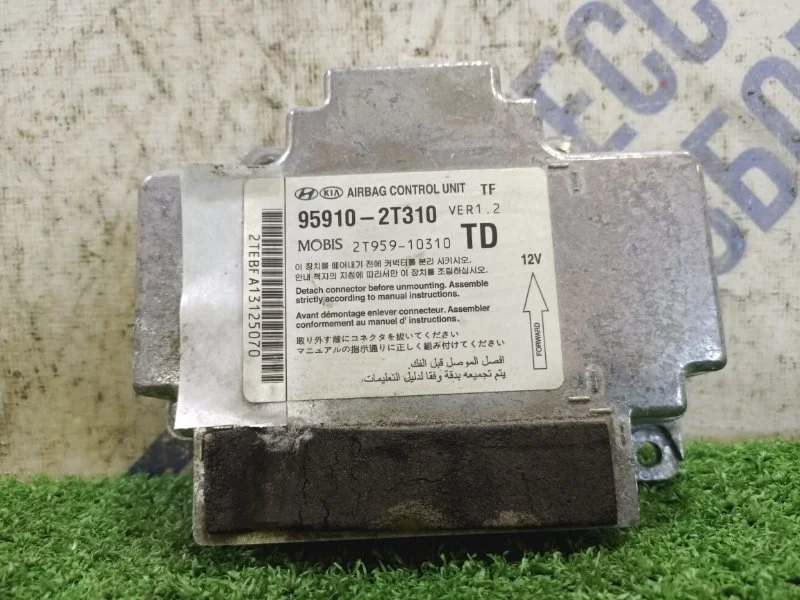 ЕСС
ЗБО
HYUNDAI KIA AIRBAG CONTROL UNIT TF
95910-2T310 VER1.2
MOBIS 2T959-10310 TD
이 장치를 떼어내기 전에 커넥터를 분리 시키시오.
안내 책자의 지침에 따라서만 이 장치를 조립하십시오.
Detach connector before unmounting. Assemble
strictly according to manual instructions.
Avant démontage enlever connecteur. Assembler
conformement au manuel d' instructions.
取り外す前にコネクタを抜いてください
マニュアルの指示通りに正しく組み付けてください
افصل الموصل قبل الفك.
يتم تجميعه بدقة وفقا لدليل التعليمات.
2TEBFA13125070
12V
FORWARD